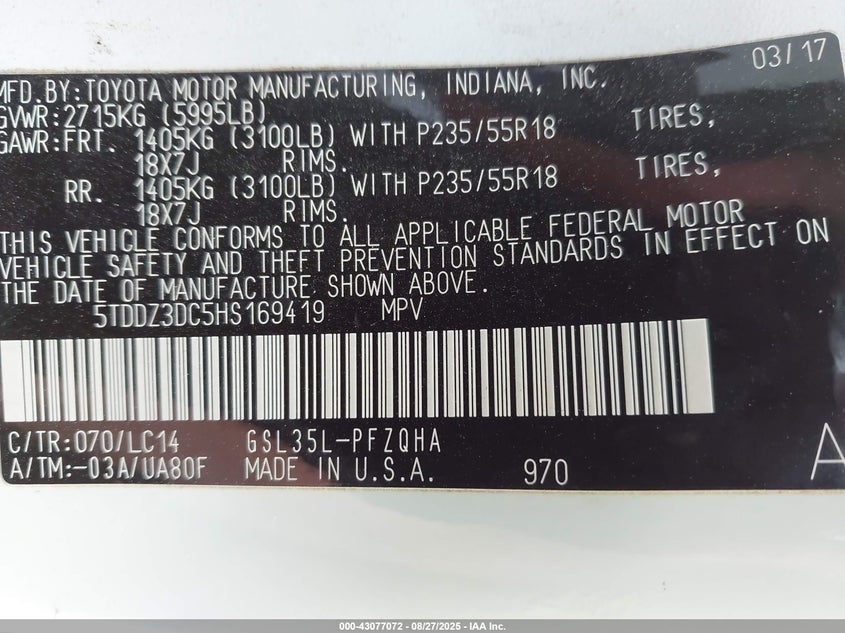 03/17
MFD.BY:TOYOTA MOTOR MANUFACTURING, INDIANA, INC.
GVWR:2715KG (5995LB)
GAWR:FRT. 1405KG (3100LB) WITH P235/55R18 TIRES,
18X7J RIMS.
RR. 1405KG (3100LB) WITH P235/55R18 TIRES,
18X7J RIMS.
THIS VEHICLE CONFORMS TO ALL APPLICABLE FEDERAL MOTOR
VEHICLE SAFETY AND THEFT PREVENTION STANDARDS IN EFFECT ON
THE DATE OF MANUFACTURE SHOWN ABOVE.
5TDDZ3DC5HS169419 MPV
C/TR:070/LC14 GSL35L-PFZQHA
A/TM:-03A/UA80F MADE IN U.S.A. 970 A
000-43077072 - 08/27/2025 - IAA Inc.